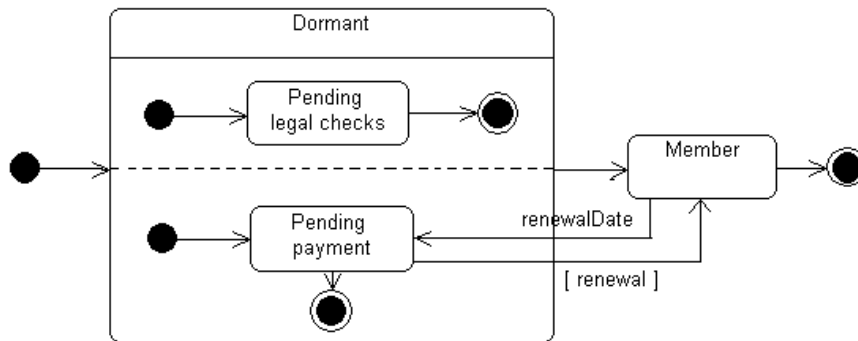 Dormant
Pending
legal checks
Member
Pending
payment
renewalDate
[ renewal ]